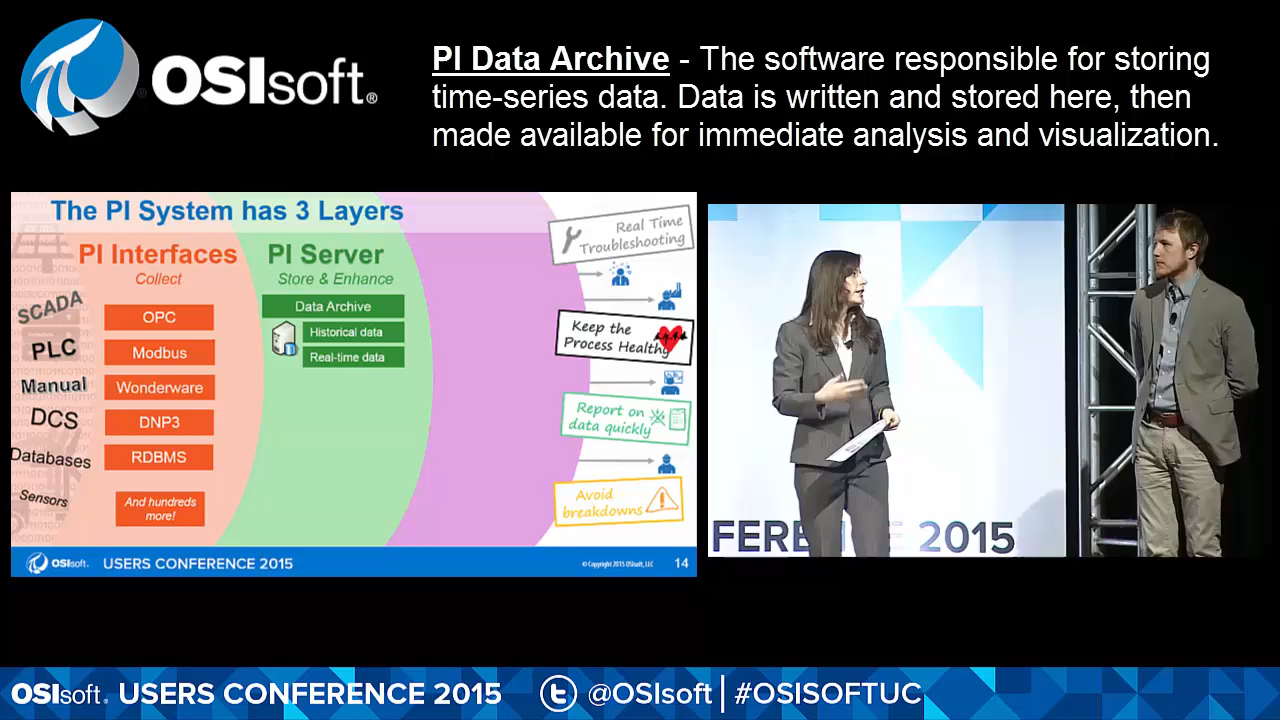 OSIsoft®
PI Data Archive - The software responsible for storing
time-series data. Data is written and stored here, then
made available for immediate analysis and visualization.
The PI System has 3 Layers
PI Interfaces
Collect
SCADA
PLC
Manual
DCS
Databases
Sensors
OPC
Modbus
Wonderware
DNP3
RDBMS
And hundreds
more!
PI Server
Store & Enhance
Data Archive
Historical data
Real-time data
Real Time
Troubleshooting
Keep the
Process Healthy
Report on
data quickly
Avoid
breakdowns
OSIsoft. USERS CONFERENCE 2015
© Copyright 2015 OSIsoft, LLC 14
FERENCE 2015
OSIsoft. USERS CONFERENCE 2015 @OSIsoft | #OSISOFTUC